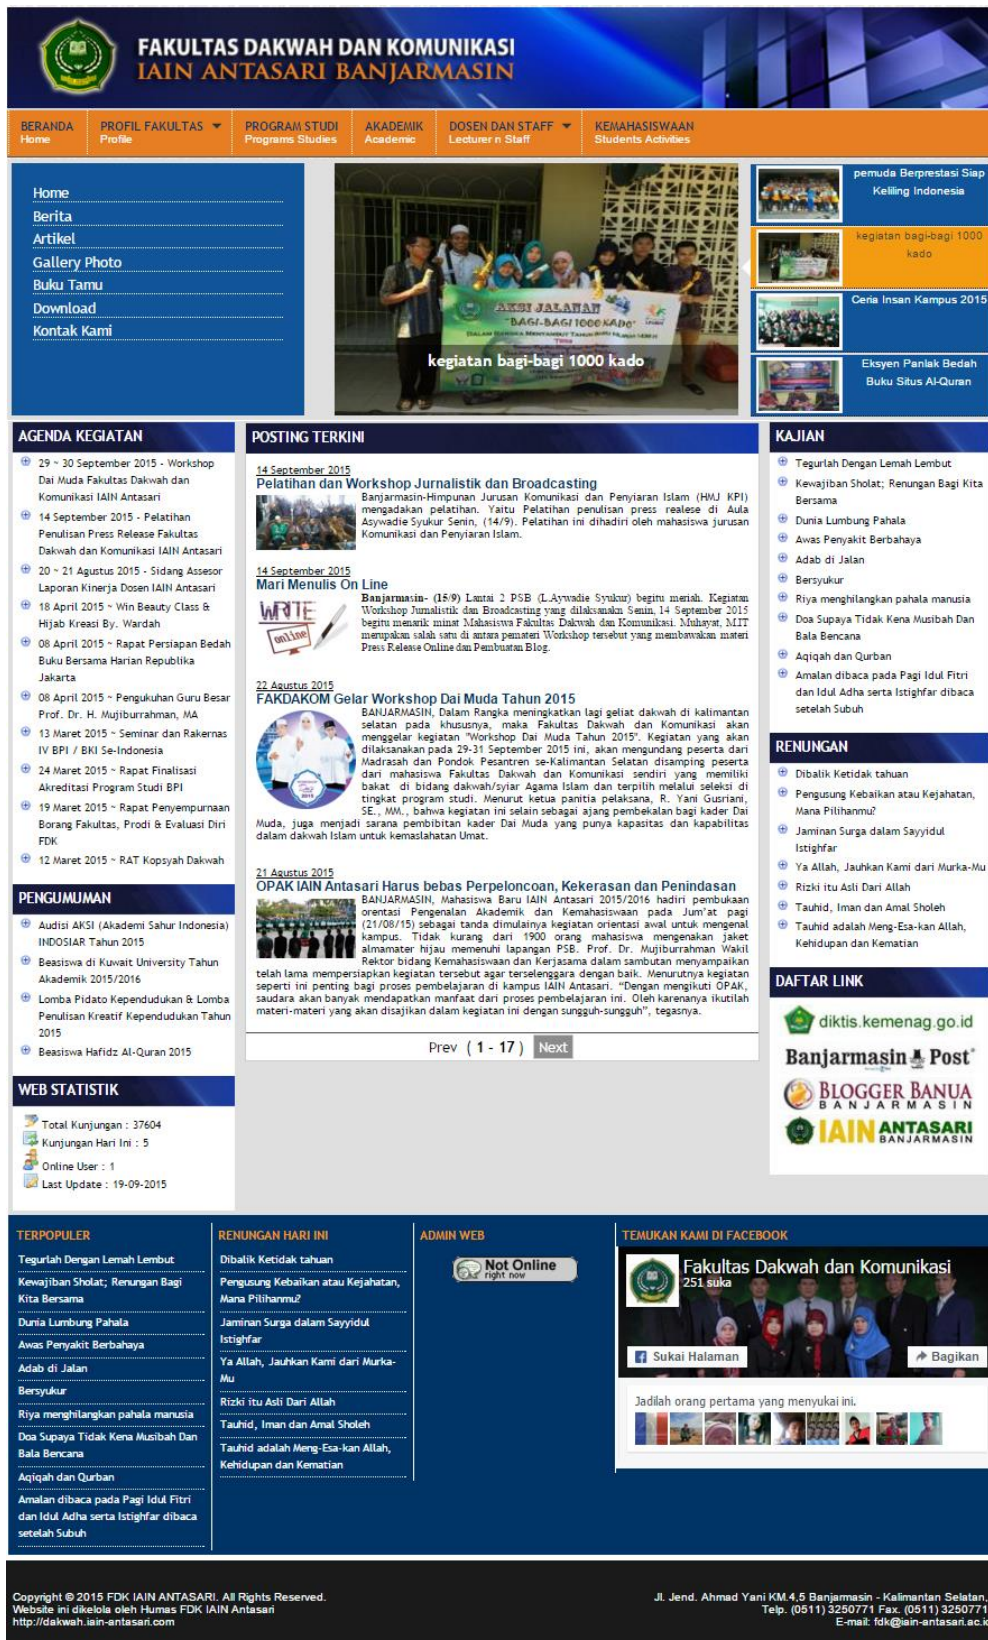 FAKULTAS DAKWAH DAN KOMUNIKASI
IAIN ANTASARI BANJARMASIN
BERANDA
Home
PROFIL FAKULTAS
Profile
PROGRAM STUDI
Programs Studies
AKADEMIK
Academic
DOSEN DAN STAFF
Lecturer n Staff
KEMAHASISWAAN
Students Activities
Home
Berita
Artikel
Gallery Photo
Buku Tamu
Download
Kontak Kami
AKSI JALANAN
"BAGI-BAGI 1000 KADO"
kegiatan bagi-bagi 1000 kado
pemuda Berprestasi Siap
Keliling Indonesia
kegiatan bagi-bagi 1000
kado
Ceria Insan Kampus 2015
Eksyen Panlak Bedah
Buku Situs Al-Quran
AGENDA KEGIATAN
29 ~ 30 September 2015 - Workshop
Dai Muda Fakultas Dakwah dan
Komunikasi IAIN Antasari
14 September 2015 - Pelatihan
Penulisan Press Release Fakultas
Dakwah dan Komunikasi IAIN Antasari
20 ~ 21 Agustus 2015 - Sidang Assesor
Laporan Kinerja Dosen IAIN Antasari
18 April 2015 ~ Win Beauty Class &
Hijab Kreasi By. Wardah
08 April 2015 ~ Rapat Persiapan Bedah
Buku Bersama Harian Republika
Jakarta
08 April 2015 ~ Pengukuhan Guru Besar
Prof. Dr. H. Mujiburrahman, MA
13 Maret 2015 ~ Seminar dan Rakernas
IV BPI / BKI Se-Indonesia
24 Maret 2015 ~ Rapat Finalisasi
Akreditasi Program Studi BPI
19 Maret 2015 ~ Rapat Penyempurnaan
Borang Fakultas, Prodi & Evaluasi Diri
FDK
12 Maret 2015 ~ RAT Kopsyah Dakwah
PENGUMUMAN
Audisi AKSI (Akademi Sahur Indonesia)
INDOSIAR Tahun 2015
Beasiswa di Kuwait University Tahun
Akademik 2015/2016
Lomba Pidato Kependudukan & Lomba
Penulisan Kreatif Kependudukan Tahun
2015
Beasiswa Hafidz Al-Quran 2015
WEB STATISTIK
Total Kunjungan : 37604
Kunjungan Hari Ini : 5
Online User : 1
Last Update : 19-09-2015
POSTING TERKINI
14 September 2015
Pelatihan dan Workshop Jurnalistik dan Broadcasting
Banjarmasin-Himpunan Jurusan Komunikasi dan Penyiaran Islam (HMJ KPI)
mengadakan pelatihan. Yaitu Pelatihan penulisan press realese di Aula
Asywadie Syukur Senin, (14/9). Pelatihan ini dihadiri oleh mahasiswa jurusan
Komunikasi dan Penyiaran Islam.
14 September 2015
Mari Menulis On Line
WRITE
online
Banjarmasin- (15/9) Lantai 2 PSB (L.Aywadie Syukur) begitu meriah. Kegiatan
Workshop Jurnalistik dan Broadcasting yang dilaksanakn Senin, 14 September 2015
begitu menarik minat Mahasiswa Fakultas Dakwah dan Komunikasi. Muhayat, M.IT
merupakan salah satu di antara pemateri Workshop tersebut yang membawakan materi
Press Release Online dan Pembuatan Blog.
22 Agustus 2015
FAKDAKOM Gelar Workshop Dai Muda Tahun 2015
BANJARMASIN, Dalam Rangka meningkatkan lagi geliat dakwah di kalimantan
selatan pada khususnya, maka Fakultas Dakwah dan Komunikasi akan
menggelar kegiatan "Workshop Dai Muda Tahun 2015". Kegiatan yang akan
dilaksanakan pada 29-31 September 2015 ini, akan mengundang peserta dari
Madrasah dan Pondok Pesantren se-Kalimantan Selatan disamping peserta
dari mahasiswa Fakultas Dakwah dan Komunikasi sendiri yang memiliki
bakat di bidang dakwah/syiar Agama Islam dan terpilih melalui seleksi di
tingkat program studi. Menurut ketua panitia pelaksana, R. Yani Gusriani,
SE., MM., bahwa kegiatan ini selain sebagai ajang pembekalan bagi kader Dai
Muda, juga menjadi sarana pembibitan kader Dai Muda yang punya kapasitas dan kapabilitas
dalam dakwah Islam untuk kemaslahatan Umat.
21 Agustus 2015
OPAK IAIN Antasari Harus bebas Perpeloncoan, Kekerasan dan Penindasan
BANJARMASIN, Mahasiswa Baru IAIN Antasari 2015/2016 hadiri pembukaan
orentasi Pengenalan Akademik dan Kemahasiswaan pada Jum'at pagi
(21/08/15) sebagai tanda dimulainya kegiatan orientasi awal untuk mengenal
kampus. Tidak kurang dari 1900 orang mahasiswa mengenakan jaket
almamater hijau memenuhi lapangan PSB. Prof. Dr. Mujiburrahman Wakil
Rektor bidang Kemahasiswaan dan Kerjasama dalam sambutan menyampaikan
telah lama mempersiapkan kegiatan tersebut agar terselenggara dengan baik. Menurutnya kegiatan
seperti ini penting bagi proses pembelajaran di kampus IAIN Antasari. “Dengan mengikuti OPAK,
saudara akan banyak mendapatkan manfaat dari proses pembelajaran ini. Oleh karenanya ikutilah
materi-materi yang akan disajikan dalam kegiatan ini dengan sungguh-sungguh”, tegasnya.
Prev ( 1 - 17 ) Next
KAJIAN
Tegurlah Dengan Lemah Lembut
Kewajiban Sholat; Renungan Bagi Kita
Bersama
Dunia Lumbung Pahala
Awas Penyakit Berbahaya
Adab di Jalan
Bersyukur
Riya menghilangkan pahala manusia
Doa Supaya Tidak Kena Musibah Dan
Bala Bencana
Aqiqah dan Qurban
Amalan dibaca pada Pagi Idul Fitri
dan Idul Adha serta Istighfar dibaca
setelah Subuh
RENUNGAN
Dibalik Ketidak tahuan
Pengusung Kebaikan atau Kejahatan,
Mana Pilihanmu?
Jaminan Surga dalam Sayyidul
Istighfar
Ya Allah, Jauhkan Kami dari Murka-Mu
Rizki itu Asli Dari Allah
Tauhid, Iman dan Amal Sholeh
Tauhid adalah Meng-Esa-kan Allah,
Kehidupan dan Kematian
DAFTAR LINK
diktis.kemenag.go.id
Banjarmasin Post
BLOGGER BANUA
BANJARMASIN
IAIN ANTASARI
BANJARMASIN
TERPOPULER
Tegurlah Dengan Lemah Lembut
Kewajiban Sholat; Renungan Bagi
Kita Bersama
Dunia Lumbung Pahala
Awas Penyakit Berbahaya
Adab di Jalan
Bersyukur
Riya menghilangkan pahala manusia
Doa Supaya Tidak Kena Musibah Dan
Bala Bencana
Aqiqah dan Qurban
Amalan dibaca pada Pagi Idul Fitri
dan Idul Adha serta Istighfar dibaca
setelah Subuh
RENUNGAN HARI INI
Dibalik Ketidak tahuan
Pengusung Kebaikan atau Kejahatan,
Mana Pilihanmu?
Jaminan Surga dalam Sayyidul
Istighfar
Ya Allah, Jauhkan Kami dari Murka-
Mu
Rizki itu Asli Dari Allah
Tauhid, Iman dan Amal Sholeh
Tauhid adalah Meng-Esa-kan Allah,
Kehidupan dan Kematian
ADMIN WEB
Not Online
right now
TEMUKAN KAMI DI FACEBOOK
Fakultas Dakwah dan Komunikasi
251 suka
Sukai Halaman
Bagikan
Jadilah orang pertama yang menyukai ini.
Copyright © 2015 FDK IAIN ANTASARI. All Rights Reserved.
Website ini dikelola oleh Humas FDK IAIN Antasari
http://dakwah.iain-antasari.com
Jl. Jend. Ahmad Yani KM.4,5 Banjarmasin - Kalimantan Selatan,
Telp. (0511) 3250771 Fax. (0511) 3250771
E-mail: fdk@iain-antasari.ac.id